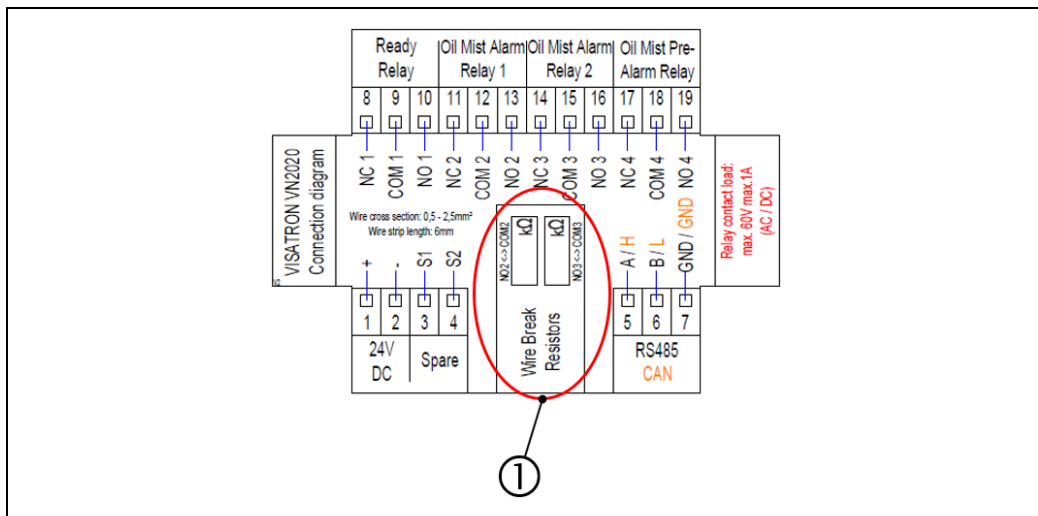 Ready
Relay
Oil Mist Alarm
Relay 1
Oil Mist Alarm
Relay 2
Oil Mist Pre-
Alarm Relay
8 9 10 11 12 13 14 15 16 17 18 19
NC 1
COM 1
NO 1
NC 2
COM 2
NO 2
NC 3
COM 3
NO 3
NC 4
COM 4
NO 4
VISATRON VN2020
Connection diagram
Wire cross section: 0,5 - 2,5mm²
Wire strip length: 6mm
+
-
S1
S2
NO2 <-> COM2
kΩ
kΩ
NO3 <-> COM3
Wire Break
Resistors
A / H
B / L
GND / GND
Relay contact load:
max. 60V max.1A
(AC / DC)
1 2 3 4
5 6 7
24V
DC
Spare
RS485
CAN
1